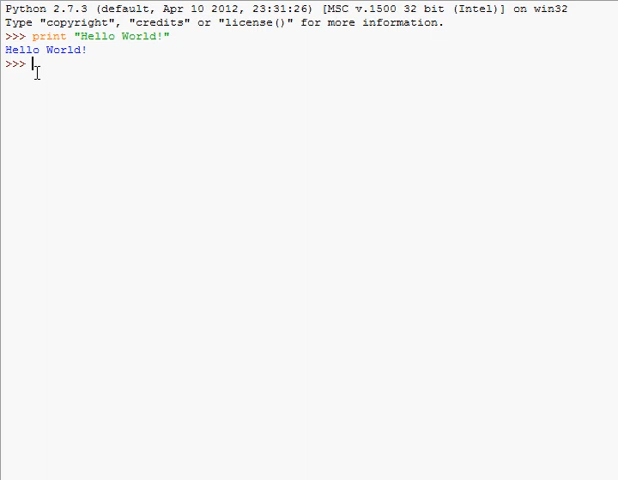 Python 2.7.3 (default, Apr 10 2012, 23:31:26) [MSC v.1500 32 bit (Intel)] on win32
Type "copyright", "credits" or "license()" for more information.
>>> print "Hello World!"
Hello World!
>>>